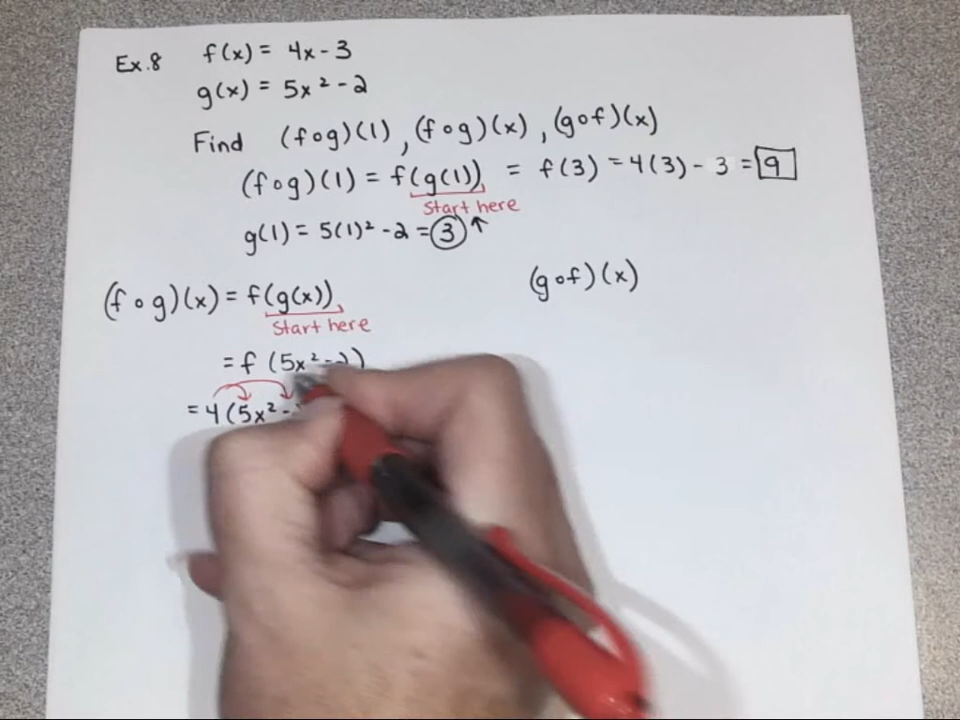 Ex.8 f(x) = 4x - 3
g(x) = 5x² - 2
Find (f∘g)(1), (f∘g)(x), (g∘f)(x)
(f∘g)(1) = f(g(1)) = f(3) = 4(3) - 3 = 9
Start here
g(1) = 5(1)² - 2 = 3 ↑
(f∘g)(x) = f(g(x)) (g∘f)(x)
Start here
= f(5x² - 2)
= 4(5x² -